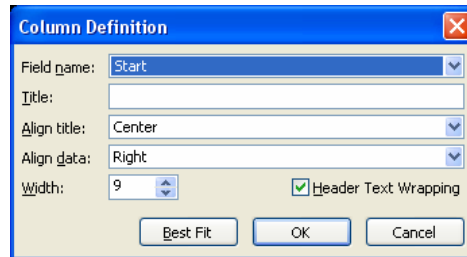 Column Definition
Field name: Start
Title:
Align title: Center
Align data: Right
Width: 9 Header Text Wrapping
Best Fit OK Cancel